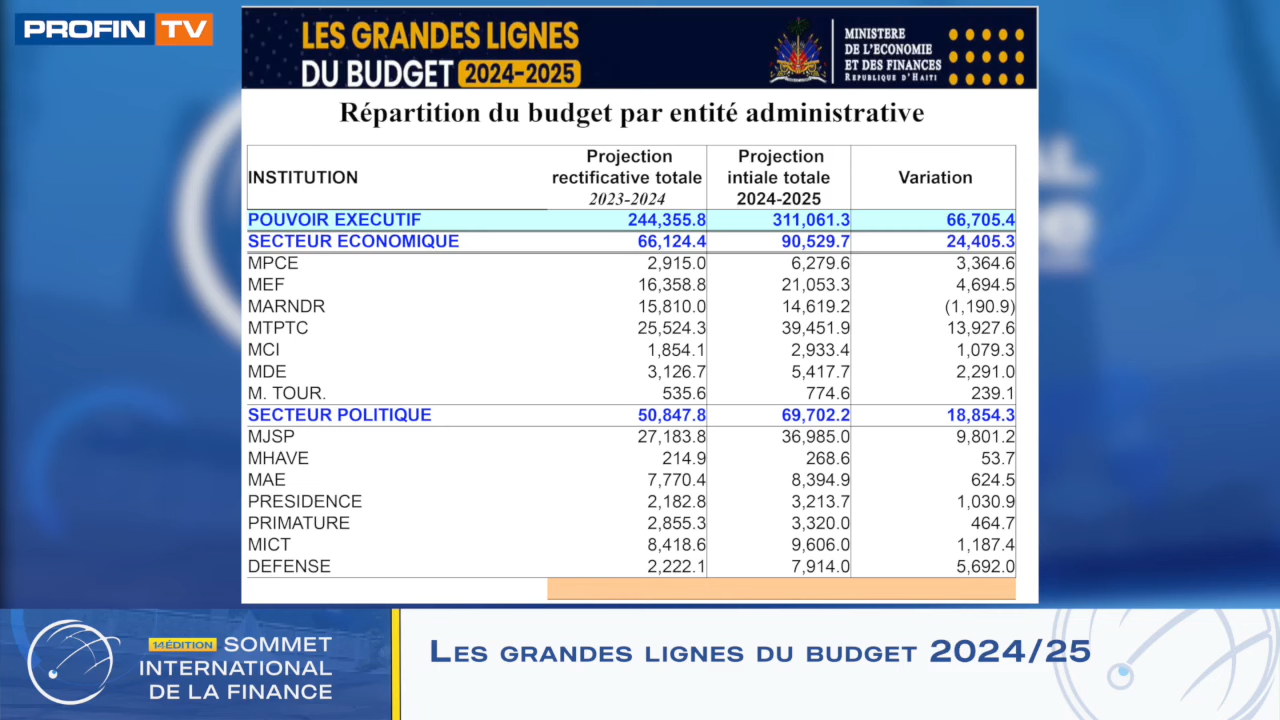 PROFIN TV
LES GRANDES LIGNES
DU BUDGET 2024-2025
MINISTERE
DE L'ECONOMIE
ET DES FINANCES
REPUBLIQUE D'HAITI
Répartition du budget par entité administrative
INSTITUTION Projection rectificative totale 2023-2024 Projection intiale totale 2024-2025 Variation
POUVOIR EXECUTIF 244,355.8 311,061.3 66,705.4
SECTEUR ECONOMIQUE 66,124.4 90,529.7 24,405.3
MPCE 2,915.0 6,279.6 3,364.6
MEF 16,358.8 21,053.3 4,694.5
MARNDR 15,810.0 14,619.2 (1,190.9)
MTPTC 25,524.3 39,451.9 13,927.6
MCI 1,854.1 2,933.4 1,079.3
MDE 3,126.7 5,417.7 2,291.0
M. TOUR. 535.6 774.6 239.1
SECTEUR POLITIQUE 50,847.8 69,702.2 18,854.3
MJSP 27,183.8 36,985.0 9,801.2
MHAVE 214.9 268.6 53.7
MAE 7,770.4 8,394.9 624.5
PRESIDENCE 2,182.8 3,213.7 1,030.9
PRIMATURE 2,855.3 3,320.0 464.7
MICT 8,418.6 9,606.0 1,187.4
DEFENSE 2,222.1 7,914.0 5,692.0
14ÉDITION SOMMET
INTERNATIONAL
DE LA FINANCE
LES GRANDES LIGNES DU BUDGET 2024/25